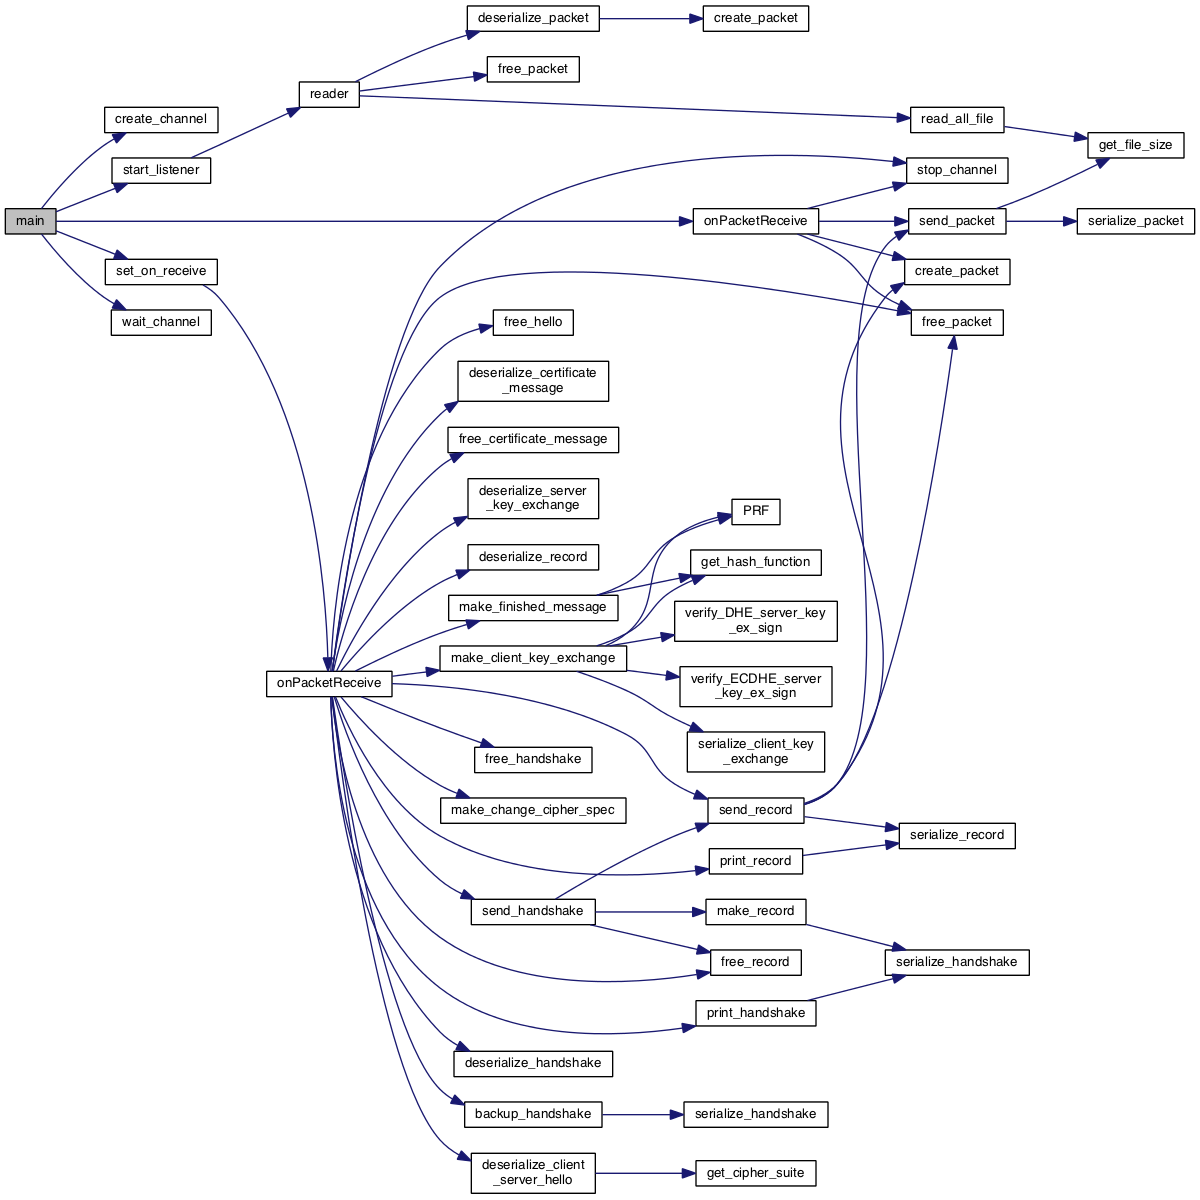 deserialize_packet
create_packet
free_packet
reader
create_channel
read_all_file
get_file_size
start_listener
stop_channel
main
onPacketReceive
send_packet
serialize_packet
set_on_receive
create_packet
wait_channel
free_hello
free_packet
deserialize_certificate
_message
free_certificate_message
deserialize_server
_key_exchange
PRF
deserialize_record
get_hash_function
make_finished_message
verify_DHE_server_key
_ex_sign
make_client_key_exchange
onPacketReceive
verify_ECDHE_server
_key_ex_sign
free_handshake
serialize_client_key
_exchange
make_change_cipher_spec
send_record
serialize_record
print_record
send_handshake
make_record
free_record
serialize_handshake
print_handshake
deserialize_handshake
backup_handshake
serialize_handshake
deserialize_client
_server_hello
get_cipher_suite